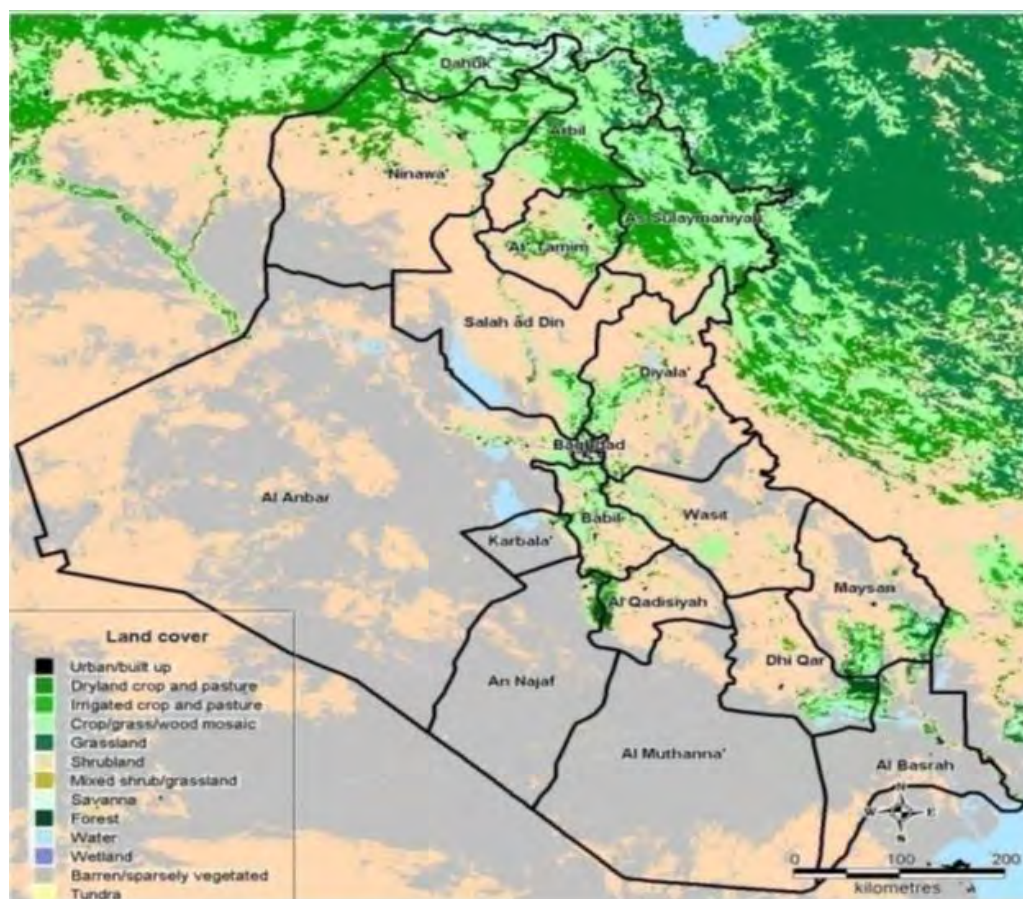 Dahuk
Arbil
Ninawa'
As Sulaymaniyah
At' Tamim
Salah ad Din
Diyala'
Baghdad
Al Anbar
Babil
Wasit
Karbala'
Maysan
Al Qadisiyah
Dhi Qar
An Najaf
Al Muthanna'
Al Basrah
Land cover
Urban/built up
Dryland crop and pasture
Irrigated crop and pasture
Crop/grass/wood mosaic
Grassland
Shrubland
Mixed shrub/grassland
Savanna
Forest
Water
Wetland
Barren/sparsely vegetated
Tundra
N
W E
S
0 100 200
kilometres